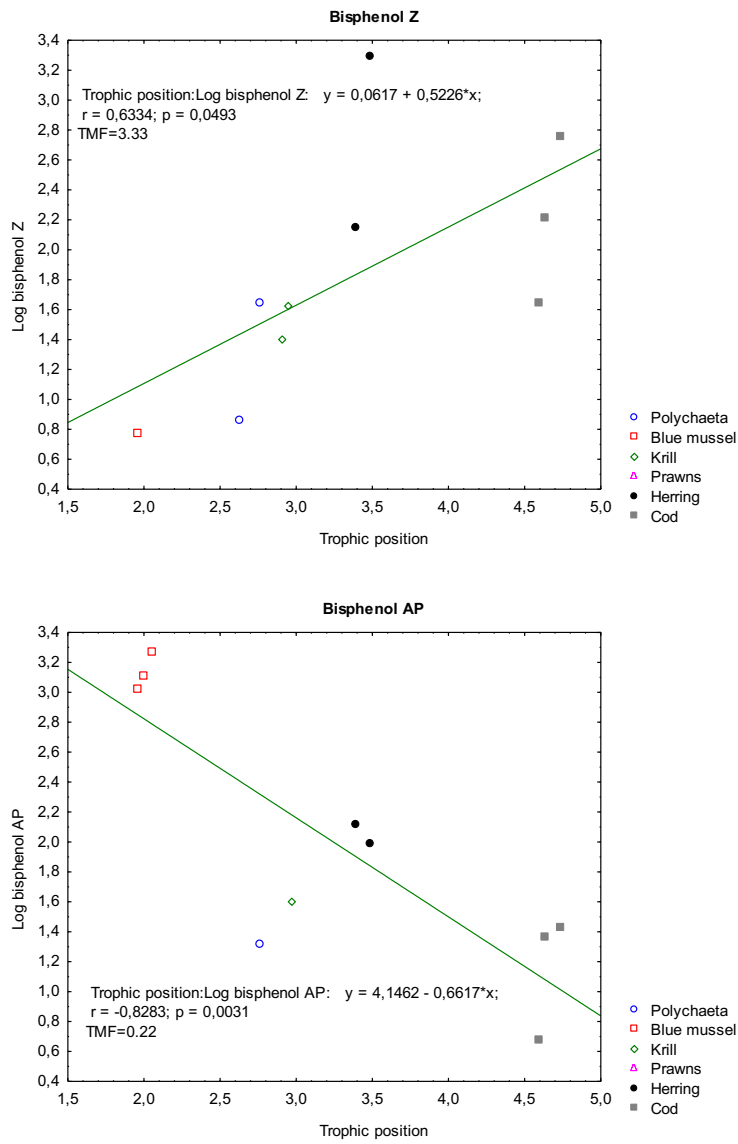 Bisphenol Z
3,4
3,2
3,0
2,8
2,6
2,4
2,2
2,0
1,8
1,6
1,4
1,2
1,0
0,8
0,6
0,4
Log bisphenol Z
Trophic position:Log bisphenol Z: y = 0,0617 + 0,5226*x;
r = 0,6334; p = 0,0493
TMF=3.33
1,5 2,0 2,5 3,0 3,5 4,0 4,5 5,0
Trophic position
Polychaeta
Blue mussel
Krill
Prawns
Herring
Cod
Bisphenol AP
3,4
3,2
3,0
2,8
2,6
2,4
2,2
2,0
1,8
1,6
1,4
1,2
1,0
0,8
0,6
0,4
Log bisphenol AP
Trophic position:Log bisphenol AP: y = 4,1462 - 0,6617*x;
r = -0,8283; p = 0,0031
TMF=0.22
1,5 2,0 2,5 3,0 3,5 4,0 4,5 5,0
Trophic position
Polychaeta
Blue mussel
Krill
Prawns
Herring
Cod